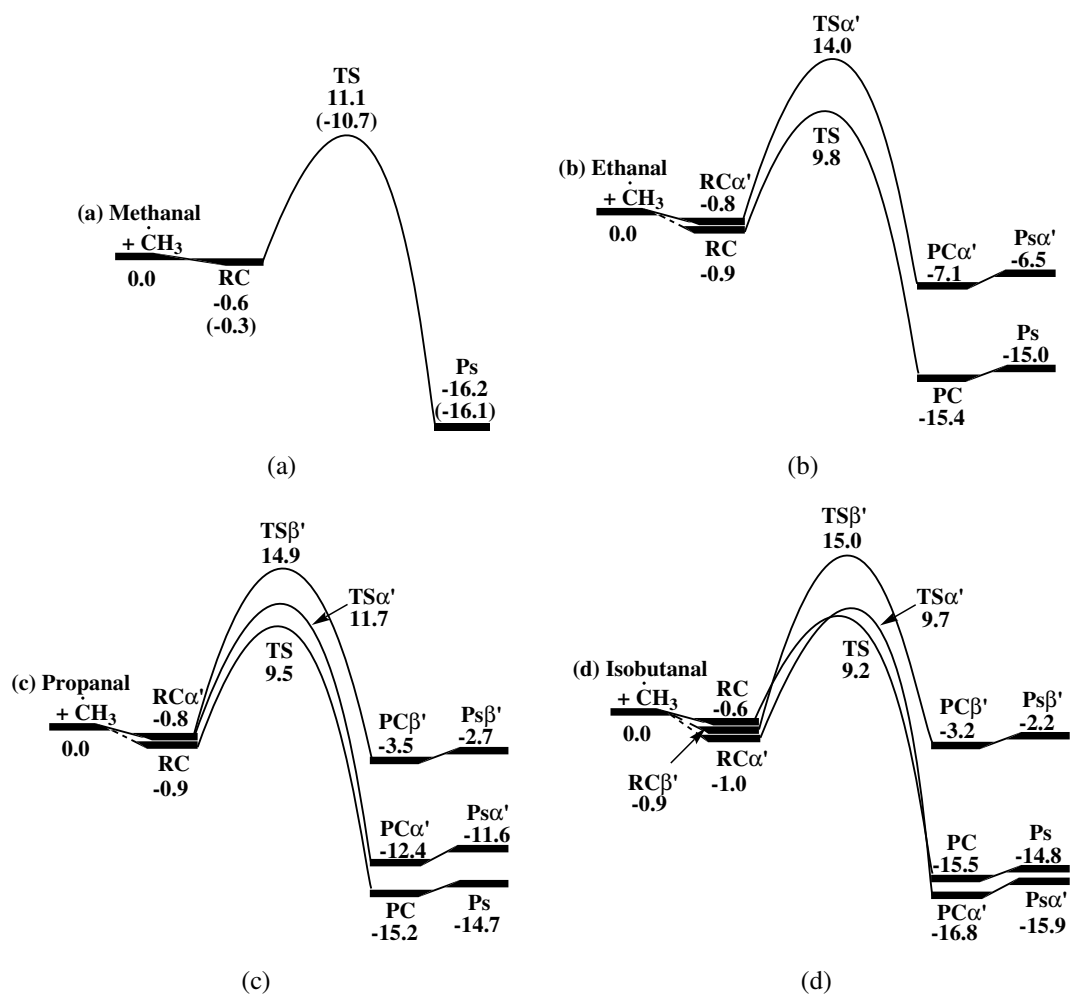 TS
11.1
(-10.7)
(a) Methanal
+ ĊH₃
0.0
RC
-0.6
(-0.3)
Ps
-16.2
(-16.1)
(a)
TSα'
14.0
TS
9.8
(b) Ethanal
+ ĊH₃
0.0
RCα'
-0.8
RC
-0.9
PCα'
-7.1
Psα'
-6.5
Ps
-15.0
PC
-15.4
(b)
TSβ'
14.9
TSα'
11.7
TS
9.5
(c) Propanal
+ ĊH₃
0.0
RCα'
-0.8
RC
-0.9
PCβ'
-3.5
Psβ'
-2.7
PCα'
-12.4
Psα'
-11.6
PC
-15.2
Ps
-14.7
(c)
TSβ'
15.0
TSα'
9.7
TS
9.2
(d) Isobutanal
+ ĊH₃
0.0
RC
-0.6
RCβ'
-0.9
RCα'
-1.0
PCβ'
-3.2
Psβ'
-2.2
PC
-15.5
Ps
-14.8
PCα'
-16.8
Psα'
-15.9
(d)